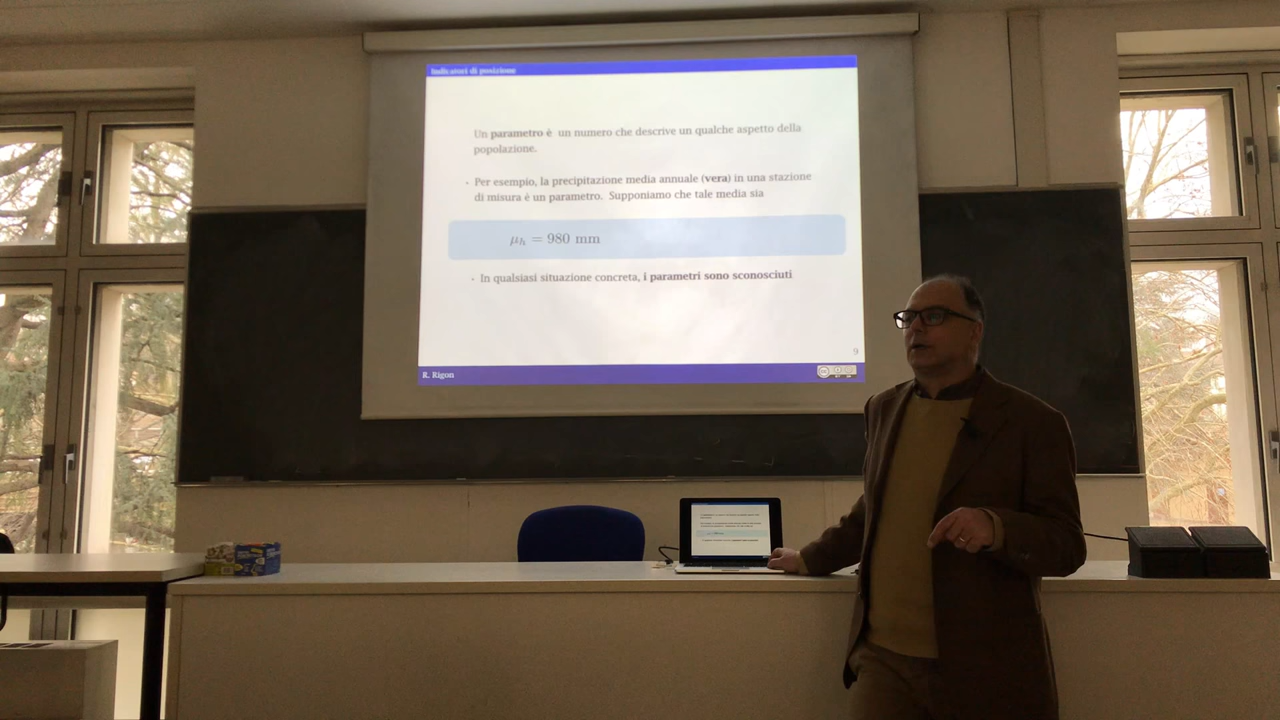 Indicatori di posizione
Un parametro è un numero che descrive un qualche aspetto della
popolazione.
• Per esempio, la precipitazione media annuale (vera) in una stazione
di misura è un parametro. Supponiamo che tale media sia
μₕ = 980 mm
• In qualsiasi situazione concreta, i parametri sono sconosciuti
9
R. Rigon